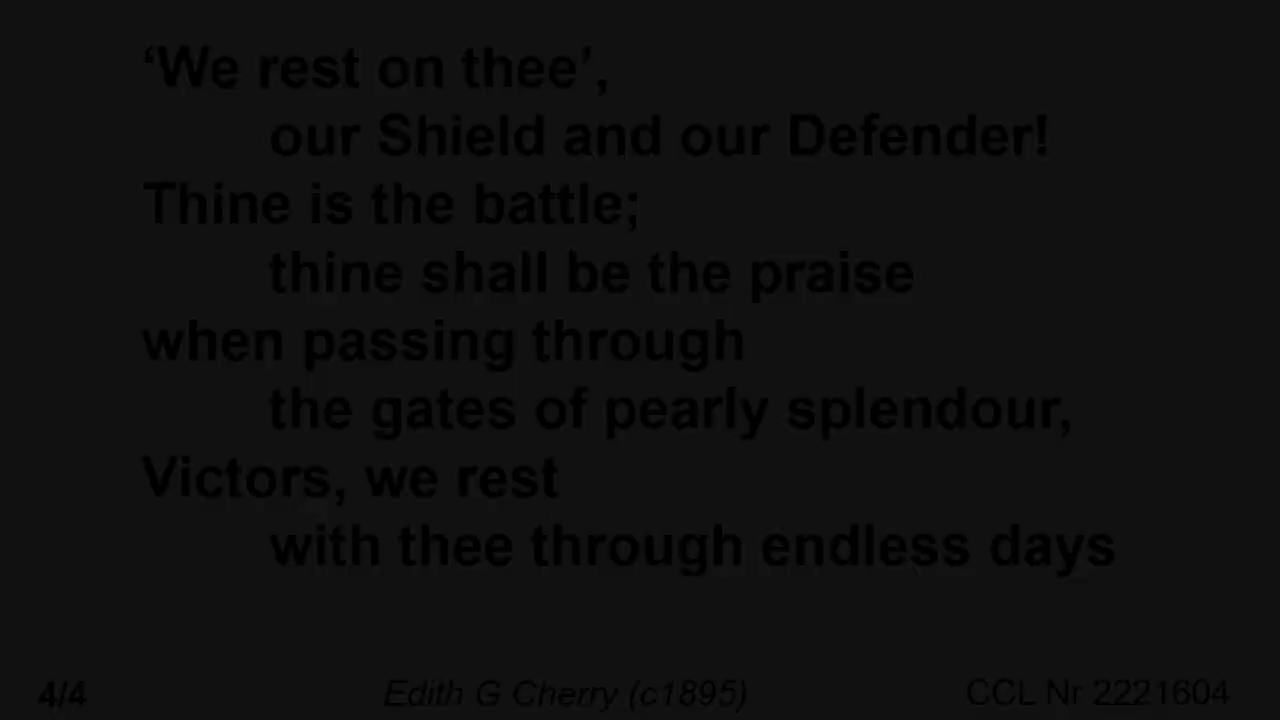 ‘We rest on thee’,
our Shield and our Defender!
Thine is the battle;
thine shall be the praise
when passing through
the gates of pearly splendour,
Victors, we rest
with thee through endless days
4/4
Edith G Cherry (c1895)
CCL Nr 2221604